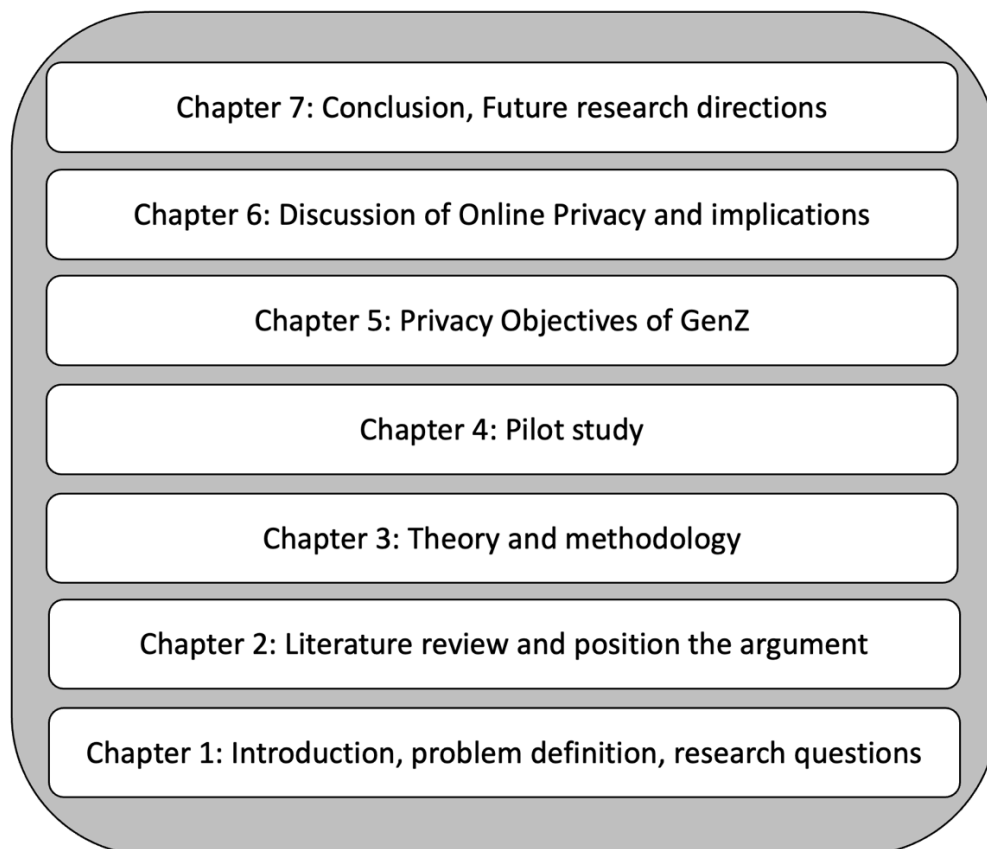 Chapter 7: Conclusion, Future research directions
Chapter 6: Discussion of Online Privacy and implications
Chapter 5: Privacy Objectives of GenZ
Chapter 4: Pilot study
Chapter 3: Theory and methodology
Chapter 2: Literature review and position the argument
Chapter 1: Introduction, problem definition, research questions